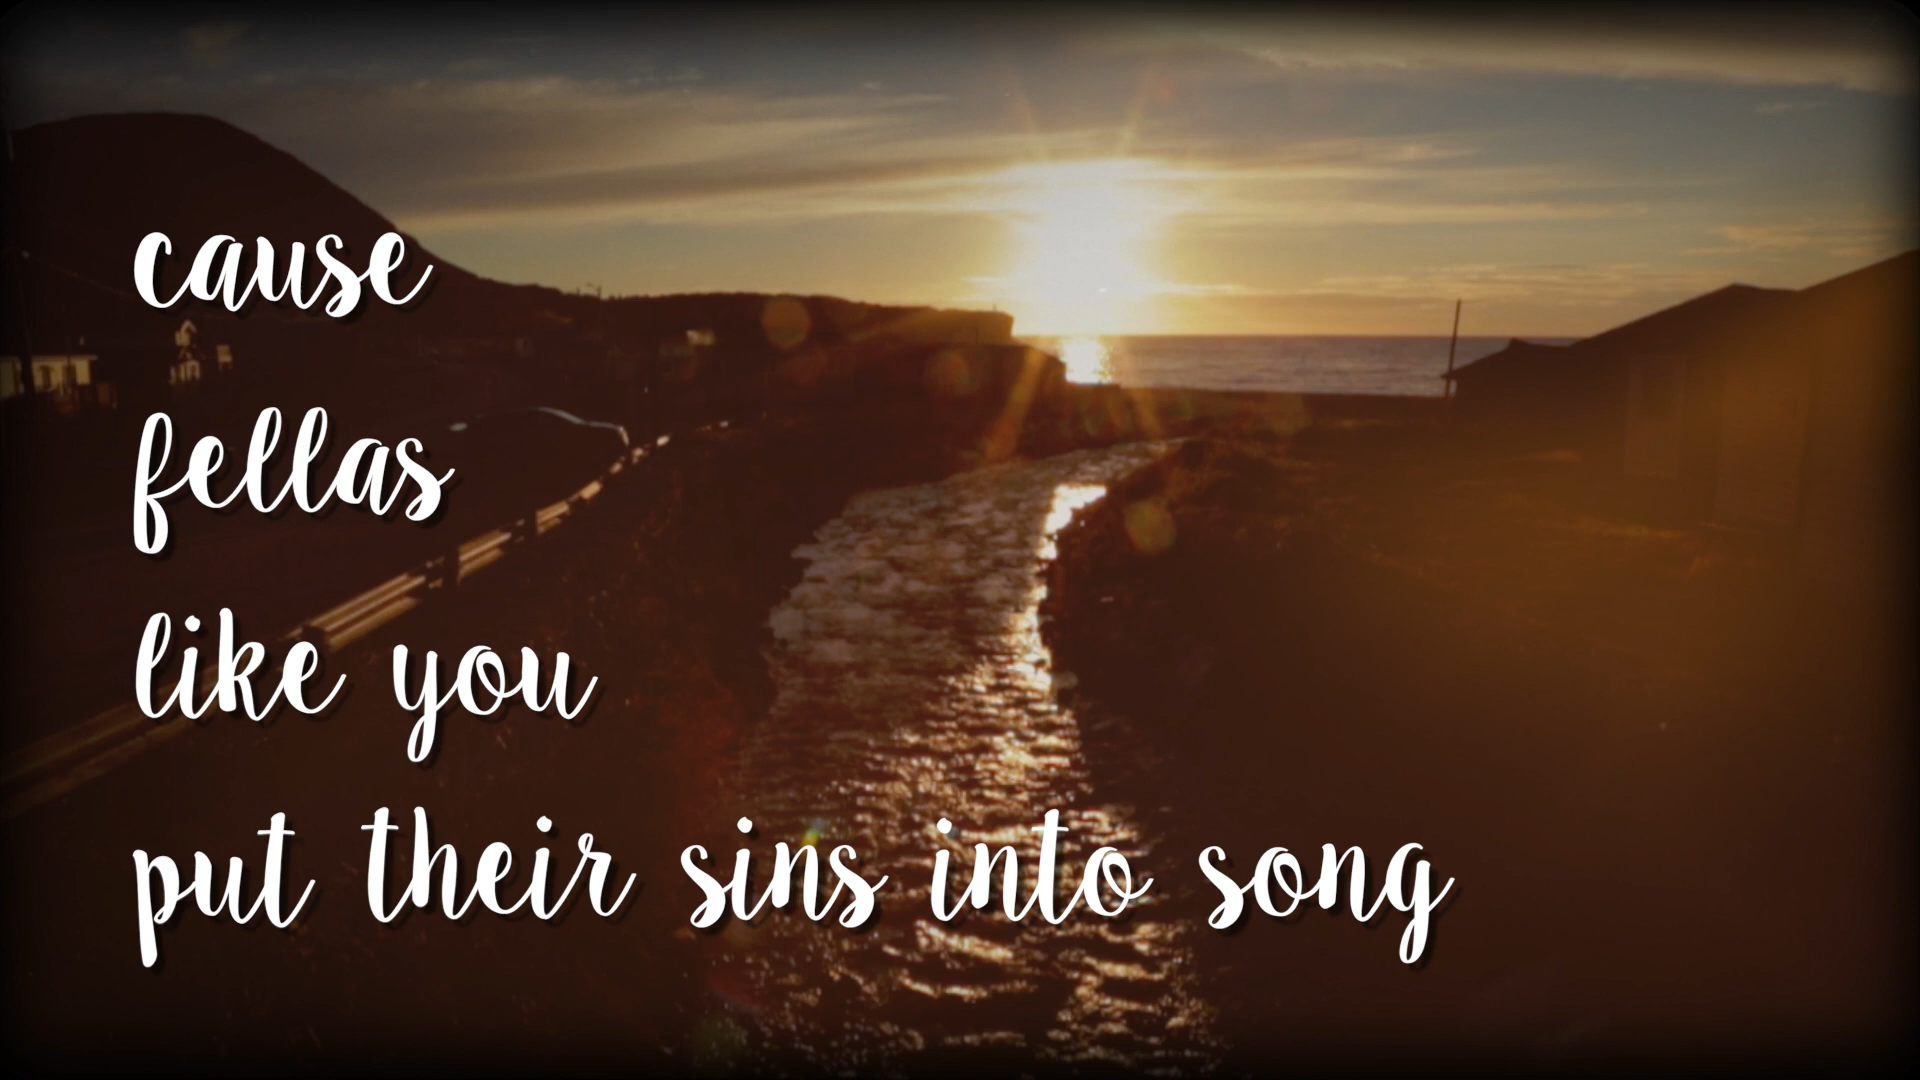 cause
fellas
like you
put their sins into song